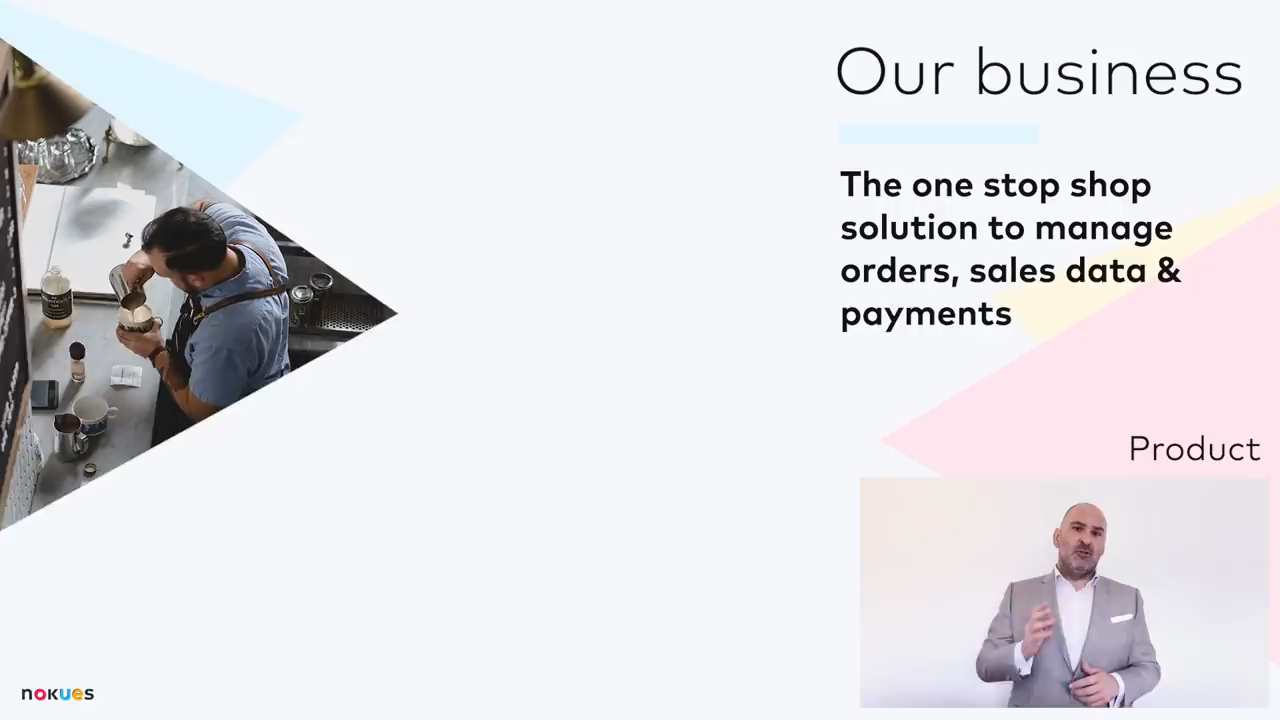 Our business
The one stop shop
solution to manage
orders, sales data &
payments
Product
nokues